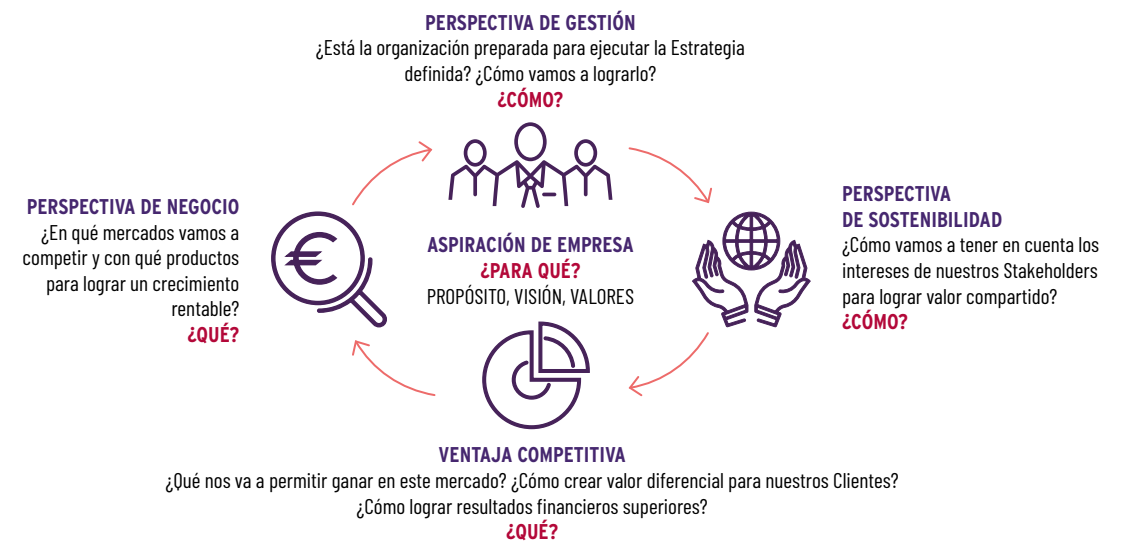 PERSPECTIVA DE GESTIÓN
¿Está la organización preparada para ejecutar la Estrategia
definida? ¿Cómo vamos a lograrlo?
¿CÓMO?
PERSPECTIVA DE NEGOCIO
¿En qué mercados vamos a
competir y con qué productos
para lograr un crecimiento
rentable?
¿QUÉ?
€
ASPIRACIÓN DE EMPRESA
¿PARA QUÉ?
PROPÓSITO, VISIÓN, VALORES
PERSPECTIVA
DE SOSTENIBILIDAD
¿Cómo vamos a tener en cuenta los
intereses de nuestros Stakeholders
para lograr valor compartido?
¿CÓMO?
VENTAJA COMPETITIVA
¿Qué nos va a permitir ganar en este mercado? ¿Cómo crear valor diferencial para nuestros Clientes?
¿Cómo lograr resultados financieros superiores?
¿QUÉ?